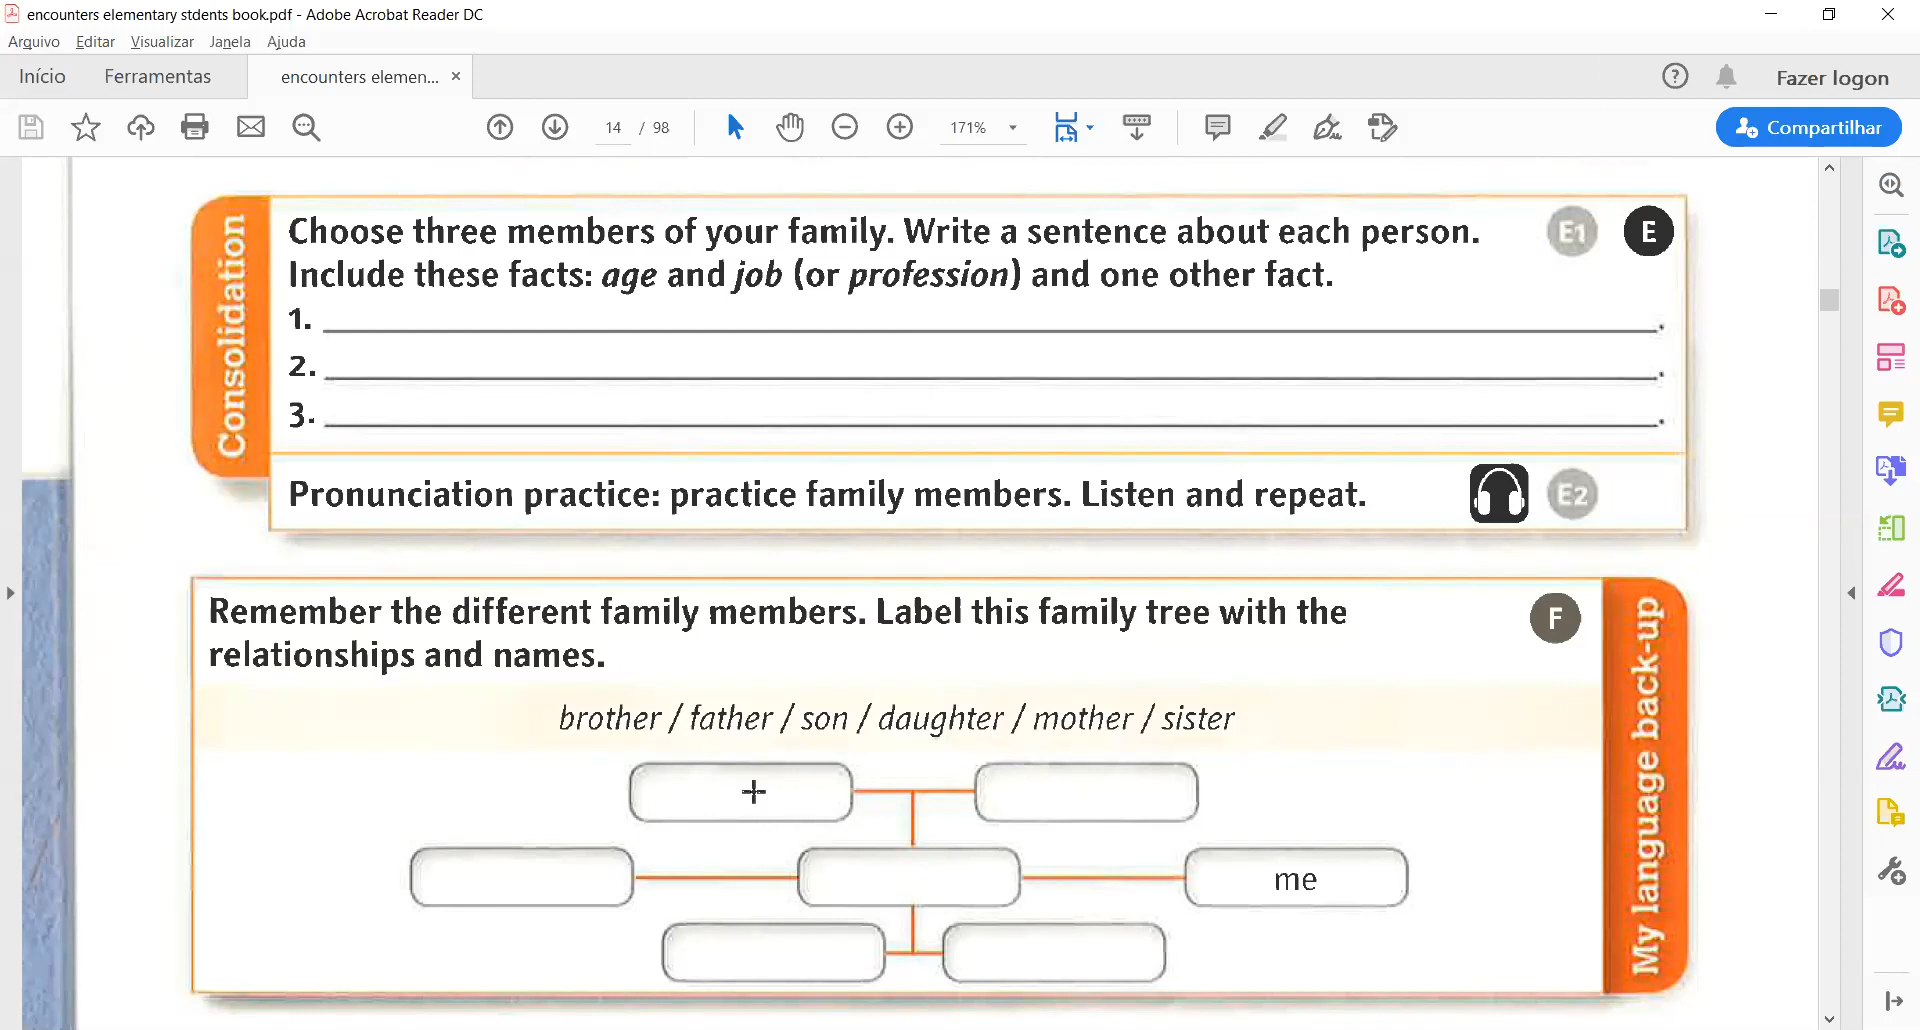 encounters elementary stdents book.pdf - Adobe Acrobat Reader DC
Arquivo Editar Visualizar Janela Ajuda
Início Ferramentas encounters elemen... × Fazer logon
14 / 98 171% Compartilhar
Consolidation
Choose three members of your family. Write a sentence about each person. E1 E
Include these facts: age and job (or profession) and one other fact.
1. .
2. .
3. .
Pronunciation practice: practice family members. Listen and repeat. E2
Remember the different family members. Label this family tree with the F
relationships and names.
brother / father / son / daughter / mother / sister
me
My language back-up